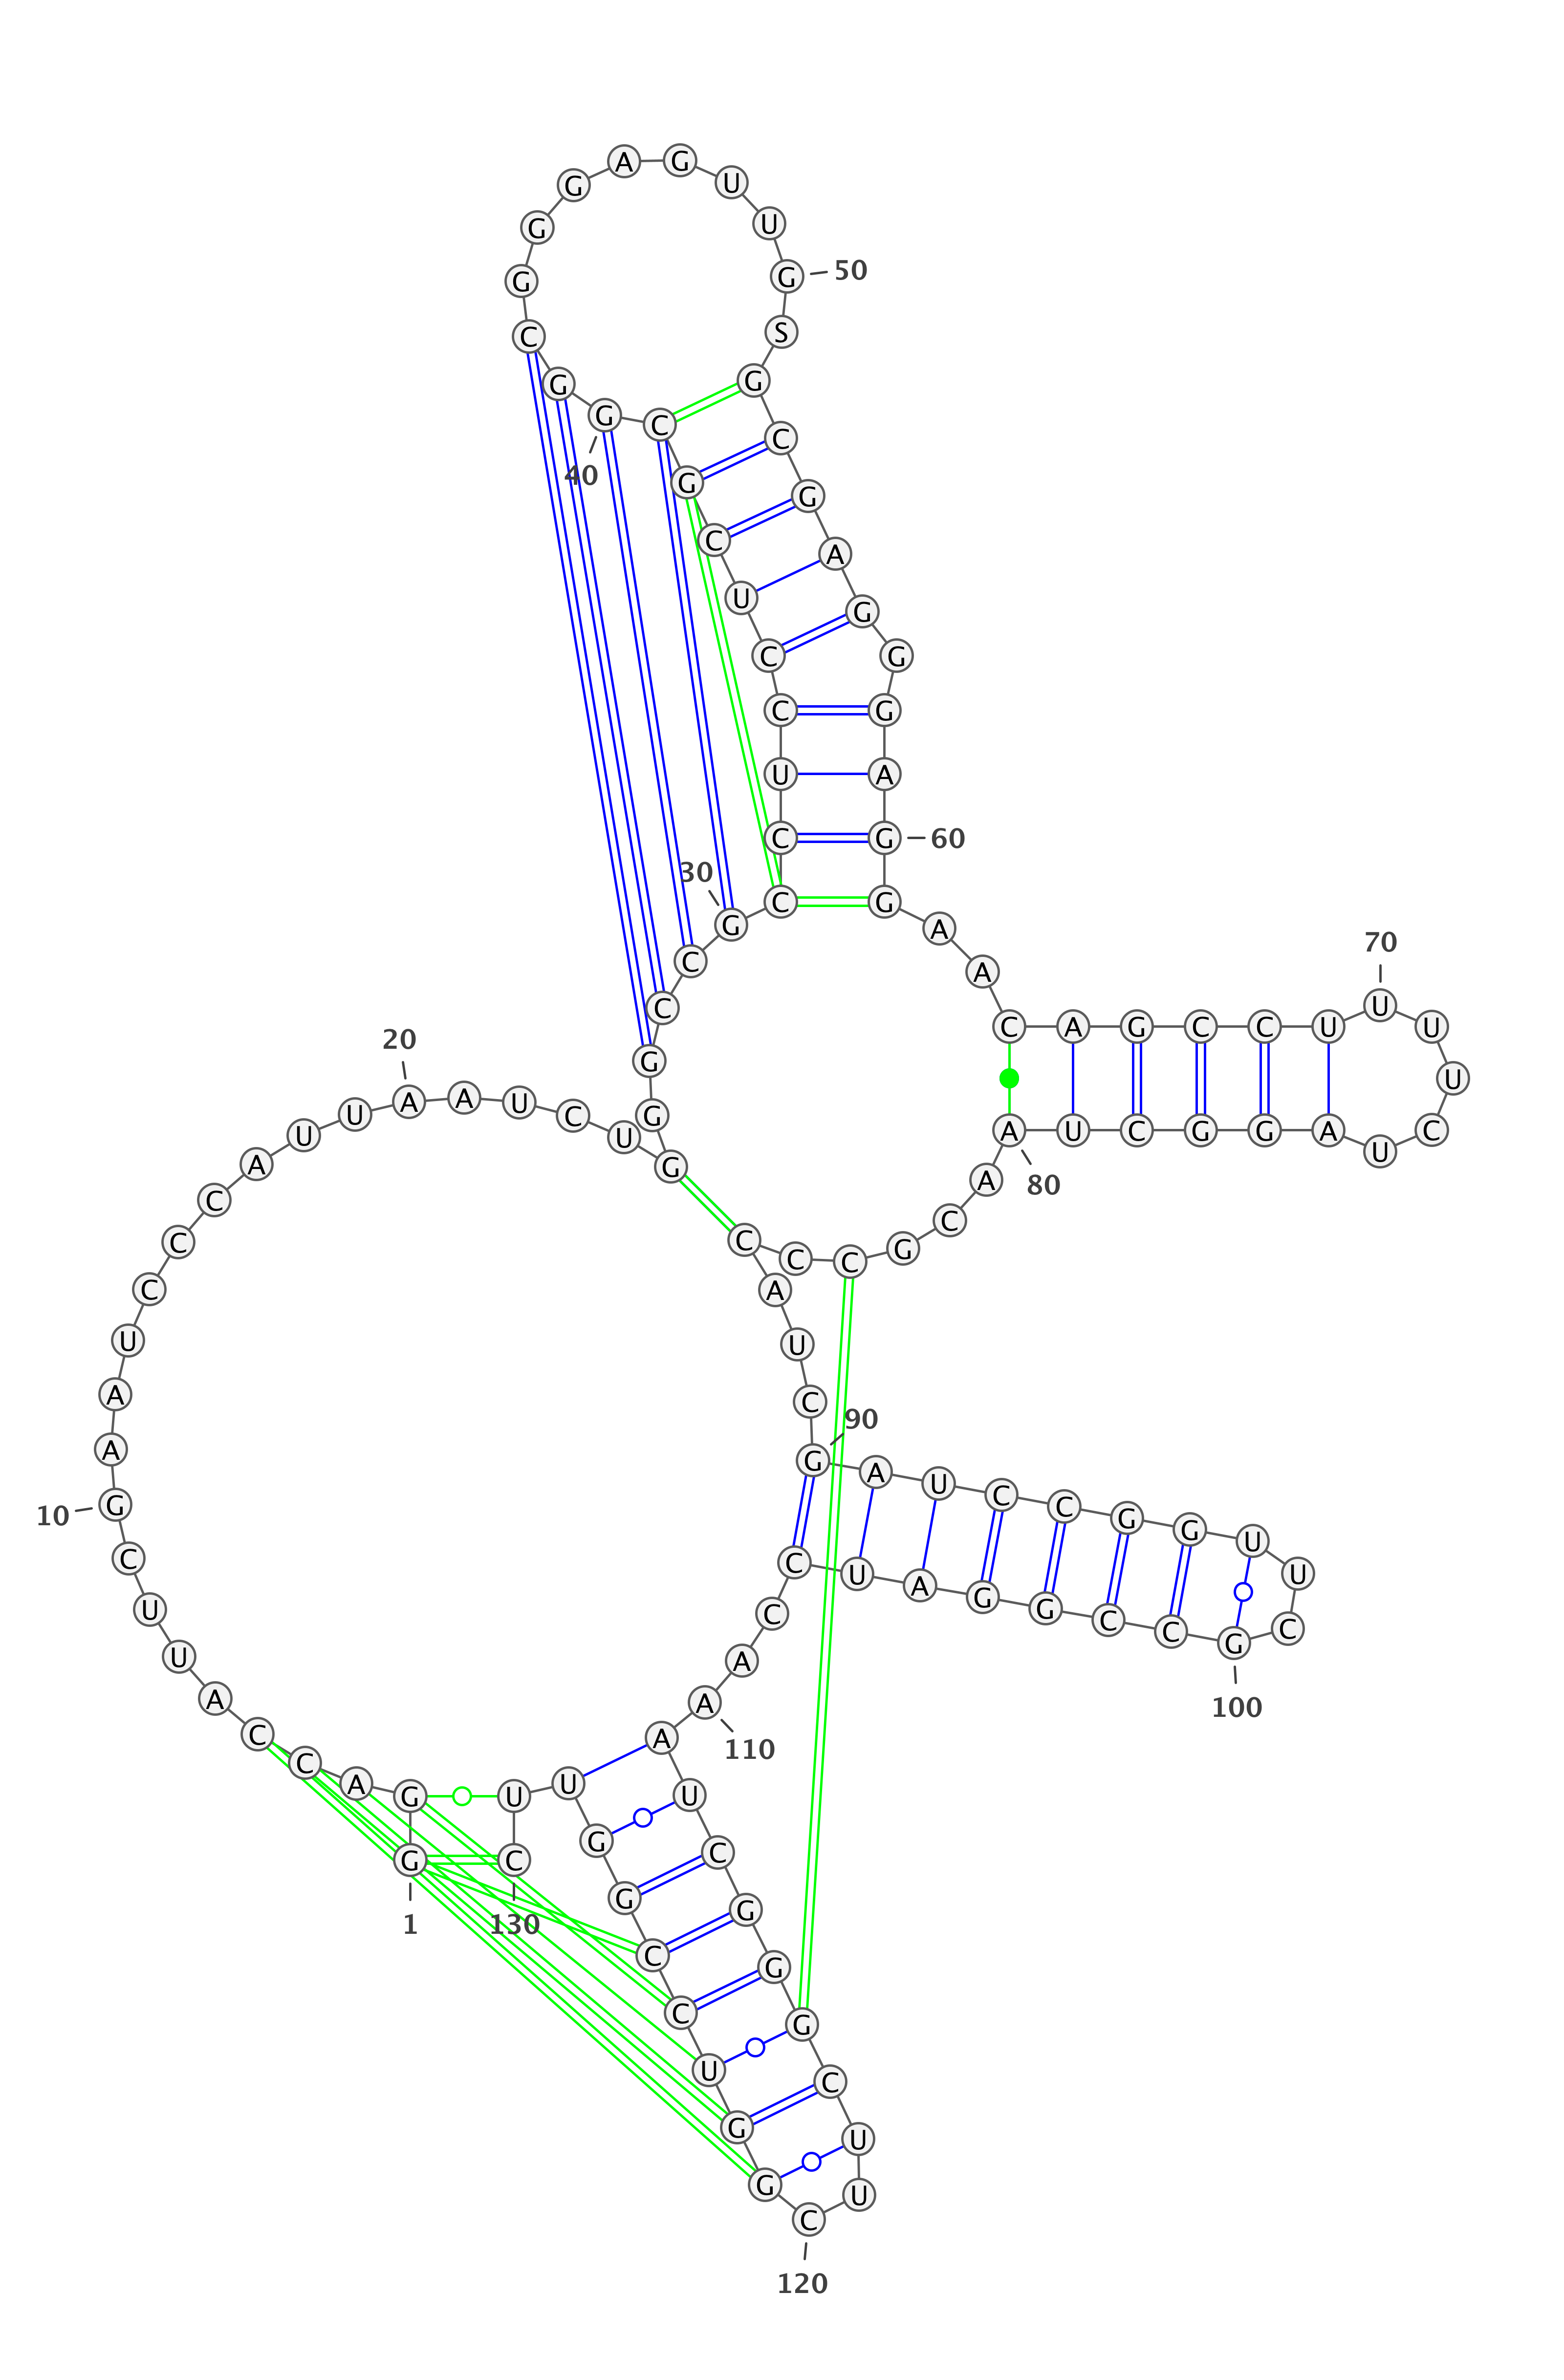 G
1
G A C C A U U C G
10
A A U C C C A U U A
20
A U C U G G G C C G
30
C C U C C U C G C G
40
G C G G G A G U U G
50
S G C G A G G G A G
60
G A A C A G C C U U
70
U U C U A G G C U A
80
A C G C C C A U C G
90
A U C C G G U U C G
100
C C G G A U C C A A
110
A U C G G G C U U C
120
G G U C C G G U U C
130